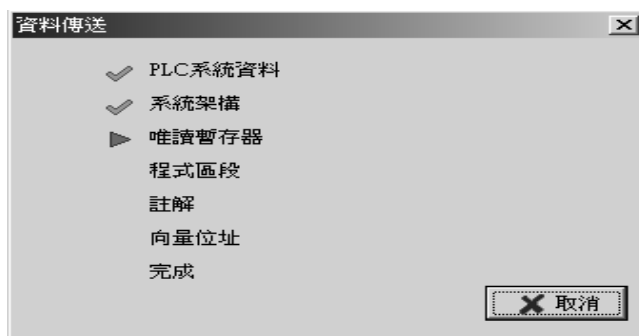 資料傳送
PLC系統資料
系統架構
唯讀暫存器
程式區段
註解
向量位址
完成
取消